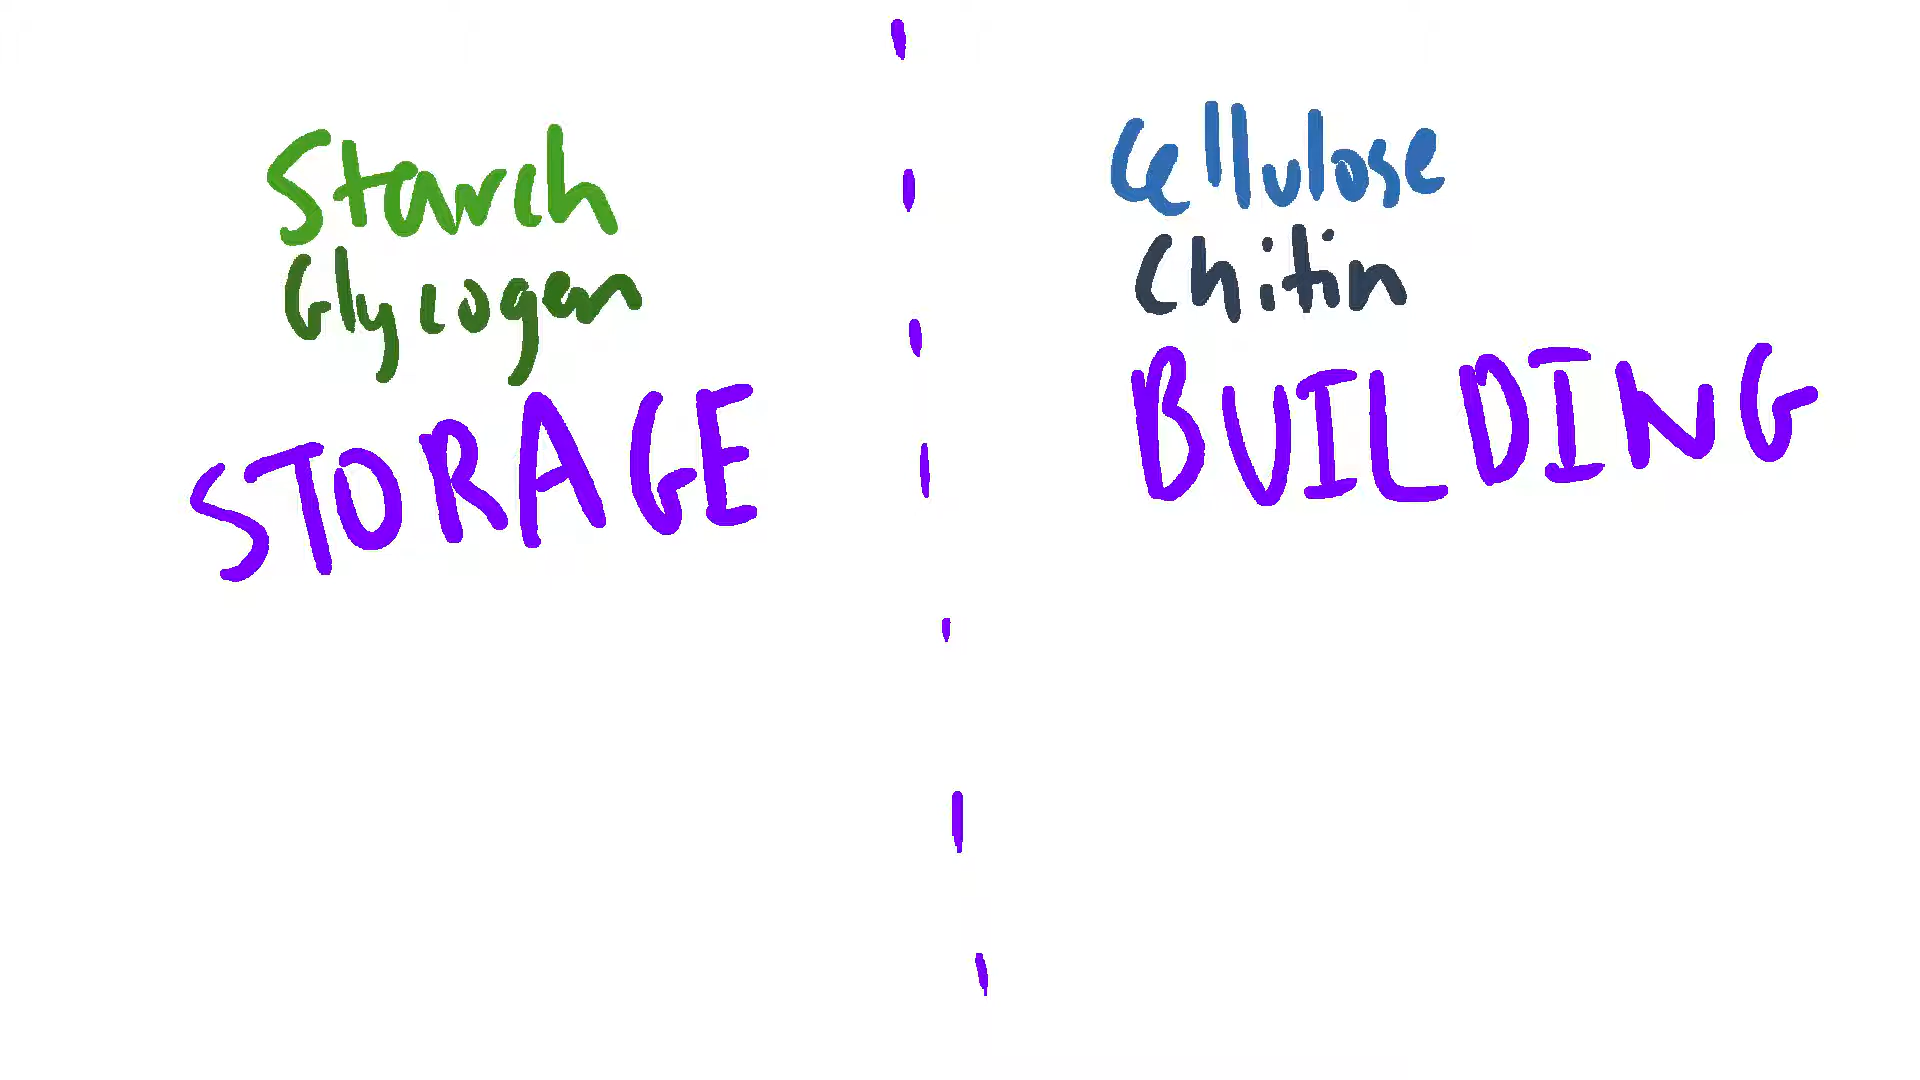 Starch
Glycogen
STORAGE
Cellulose
Chitin
BUILDING